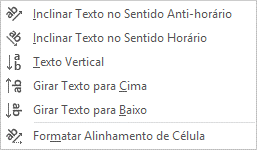 Inclinar Texto no Sentido Anti-horário
Inclinar Texto no Sentido Horário
Texto Vertical
Girar Texto para Cima
Girar Texto para Baixo
Formatar Alinhamento de Célula